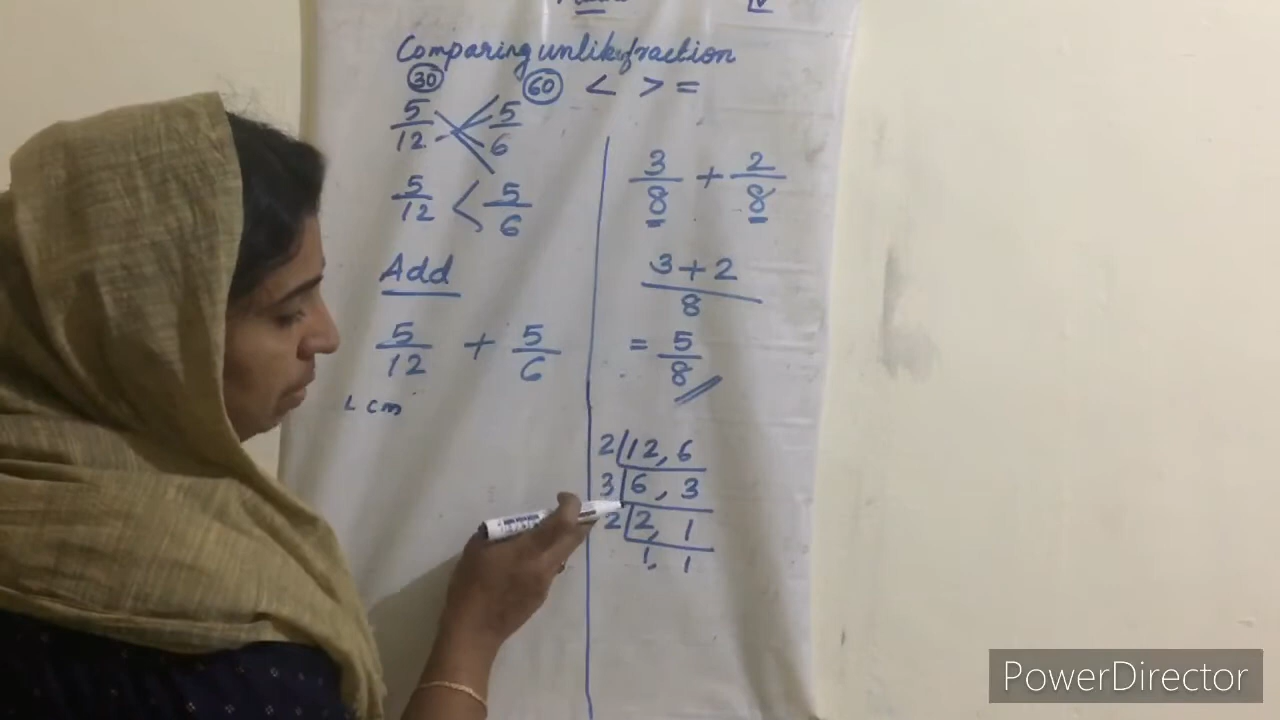 Comparing unlike fraction
30 60 < > =
5/12 5/6
5/12 < 5/6
Add
5/12 + 5/6
Lcm
3/8 + 2/8
3+2/8
= 5/8
2 12, 6
3 6, 3
2 2, 1
1, 1
PowerDirector